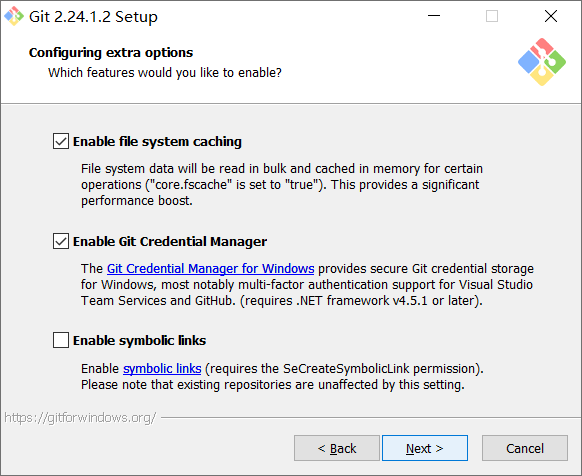 Git 2.24.1.2 Setup
Configuring extra options
Which features would you like to enable?
Enable file system caching
File system data will be read in bulk and cached in memory for certain
operations ("core.fscache" is set to "true"). This provides a significant
performance boost.
Enable Git Credential Manager
The Git Credential Manager for Windows provides secure Git credential storage
for Windows, most notably multi-factor authentication support for Visual Studio
Team Services and GitHub. (requires .NET framework v4.5.1 or later).
Enable symbolic links
Enable symbolic links (requires the SeCreateSymbolicLink permission).
Please note that existing repositories are unaffected by this setting.
https://gitforwindows.org/
< Back Next > Cancel